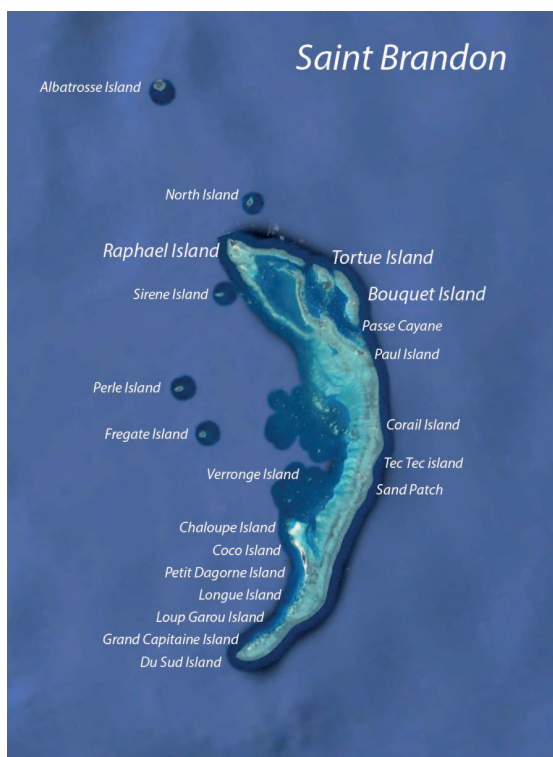 Saint Brandon
Albatrosse Island
North Island
Raphael Island
Tortue Island
Sirene Island
Bouquet Island
Passe Cayane
Paul Island
Perle Island
Corail Island
Fregate Island
Tec Tec island
Verronge Island
Sand Patch
Chaloupe Island
Coco Island
Petit Dagorne Island
Longue Island
Loup Garou Island
Grand Capitaine Island
Du Sud Island